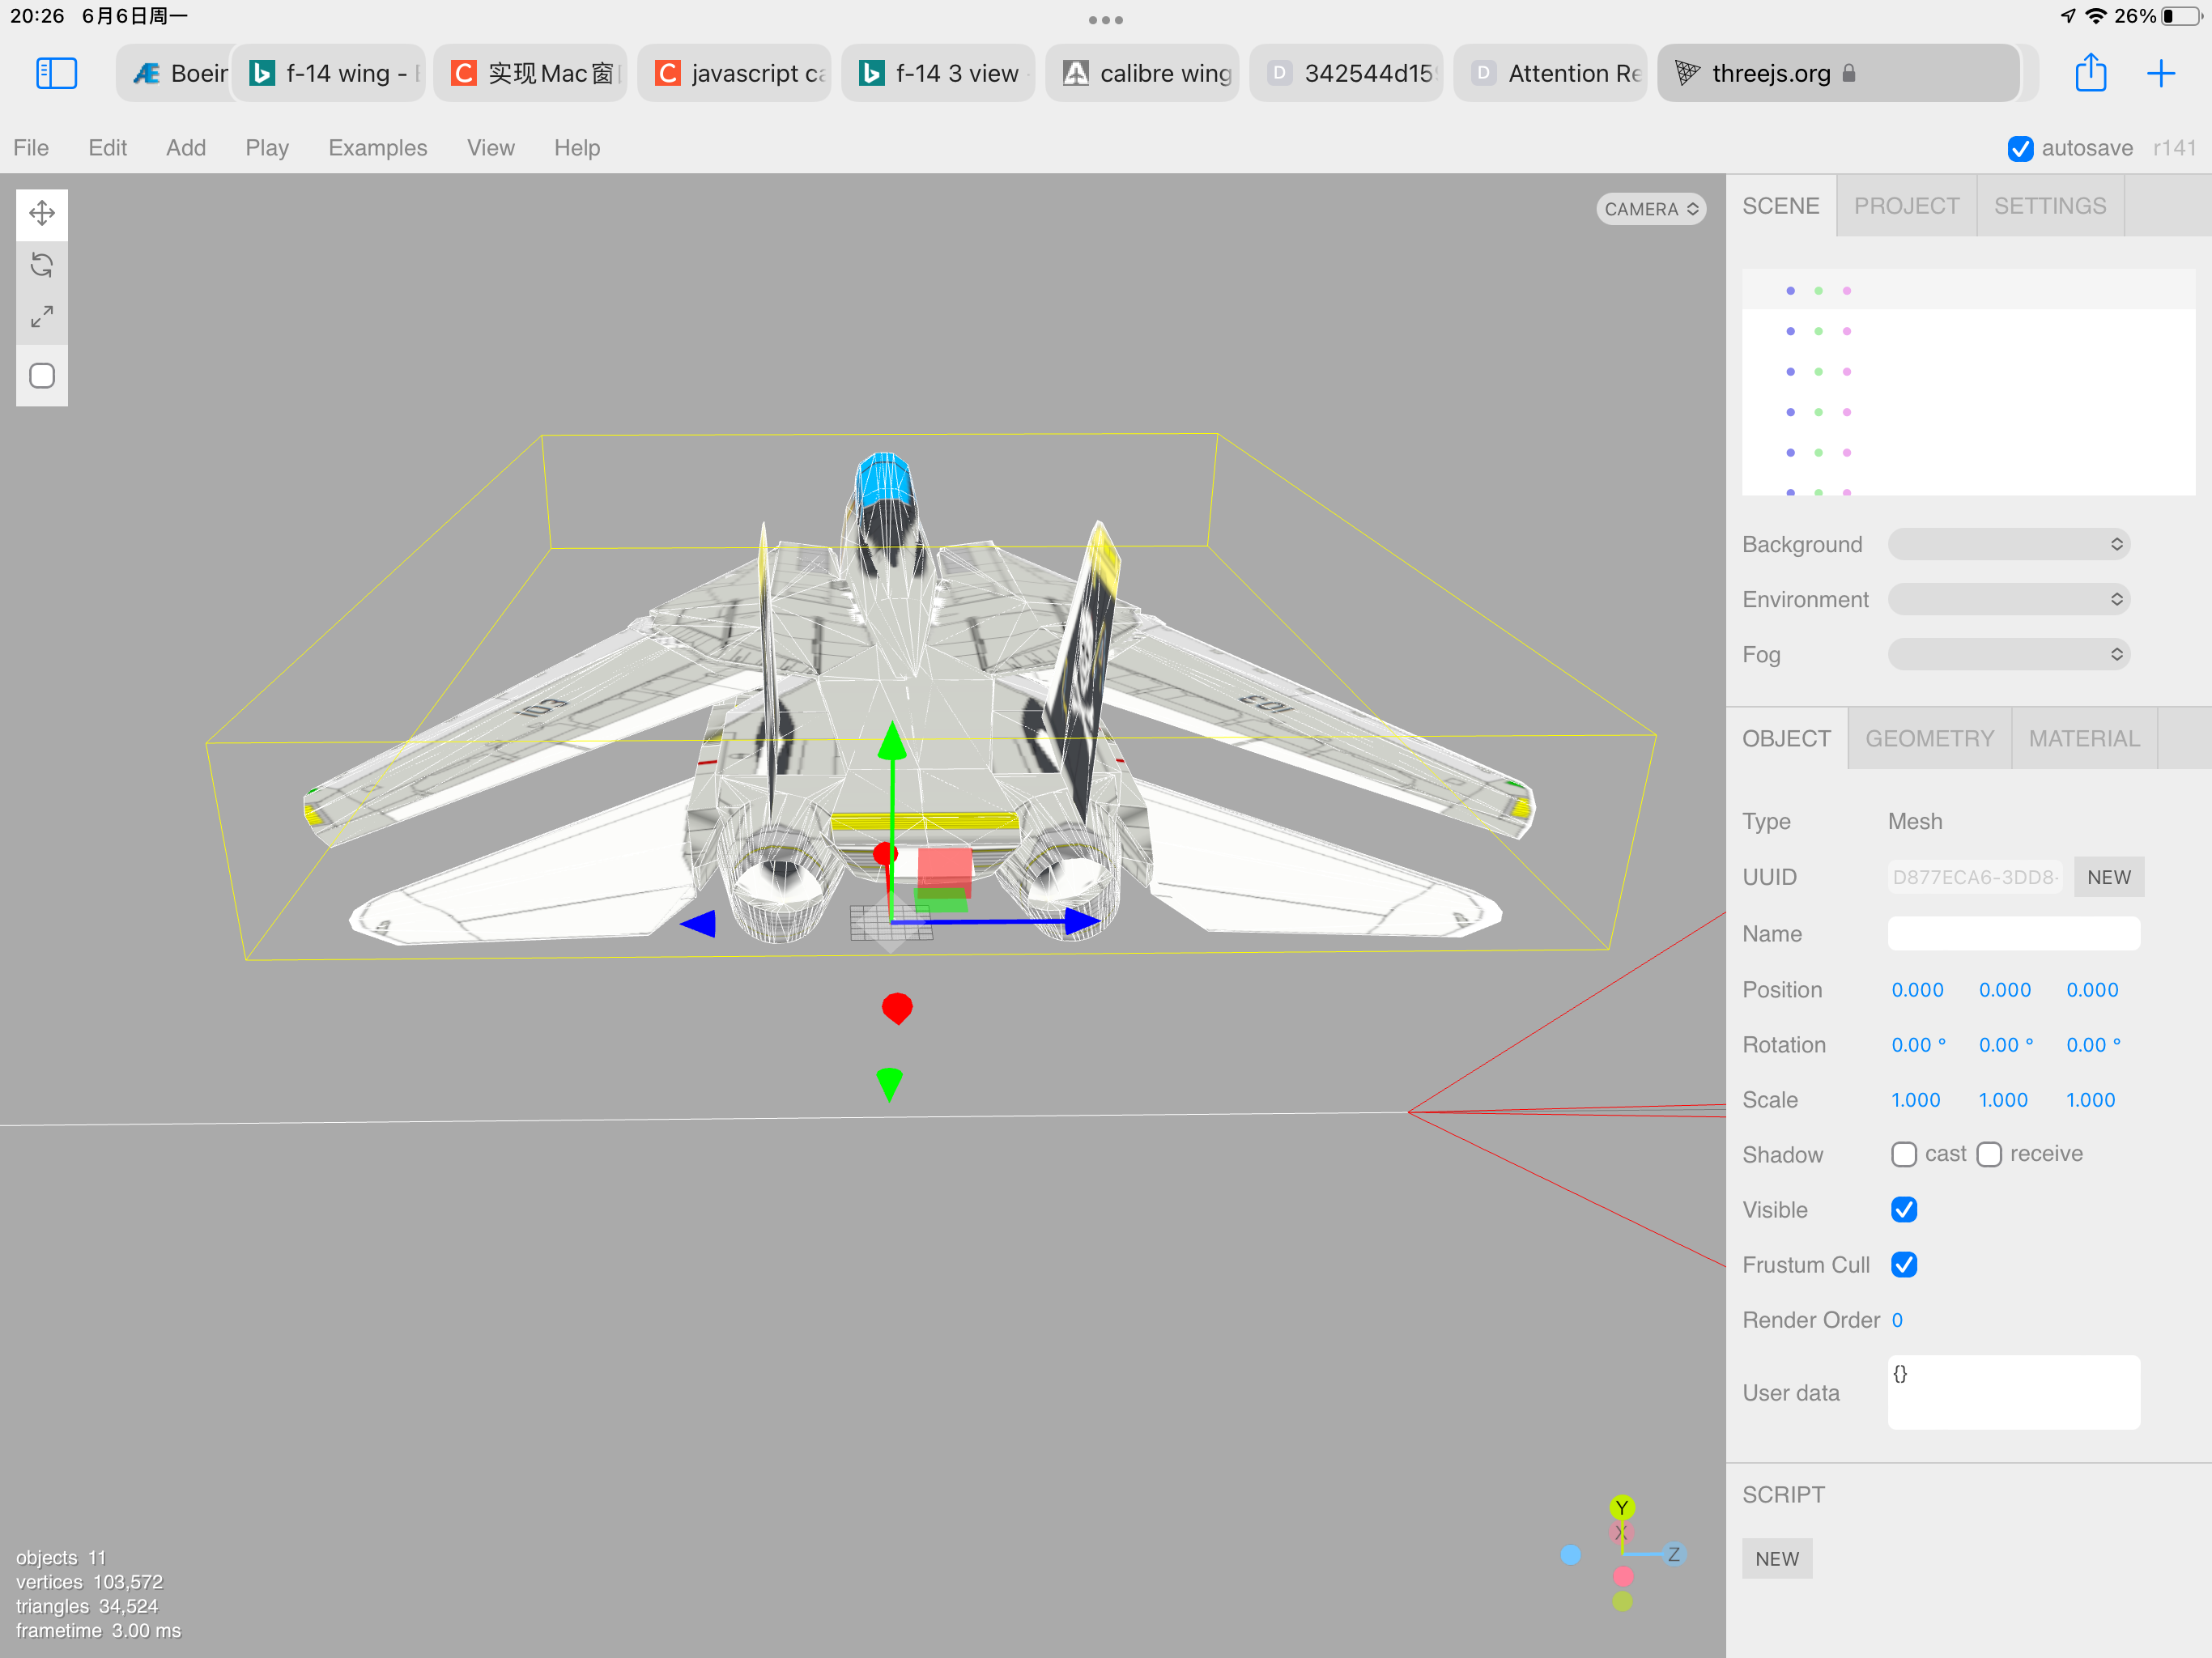 20:26 6月6日周一
26%
Boeir
f-14 wing -
实现Mac窗
javascript ca
f-14 3 view
calibre wing
342544d15
Attention Re
threejs.org
File Edit Add Play Examples View Help
autosave r141
CAMERA
SCENE PROJECT SETTINGS
Background
Environment
Fog
OBJECT GEOMETRY MATERIAL
Type Mesh
UUID D877ECA6-3DD8- NEW
Name
Position 0.000 0.000 0.000
Rotation 0.00 ° 0.00 ° 0.00 °
Scale 1.000 1.000 1.000
Shadow cast receive
Visible
Frustum Cull
Render Order 0
User data {}
SCRIPT
NEW
103
103
Y
X
Z
objects 11
vertices 103,572
triangles 34,524
frametime 3.00 ms